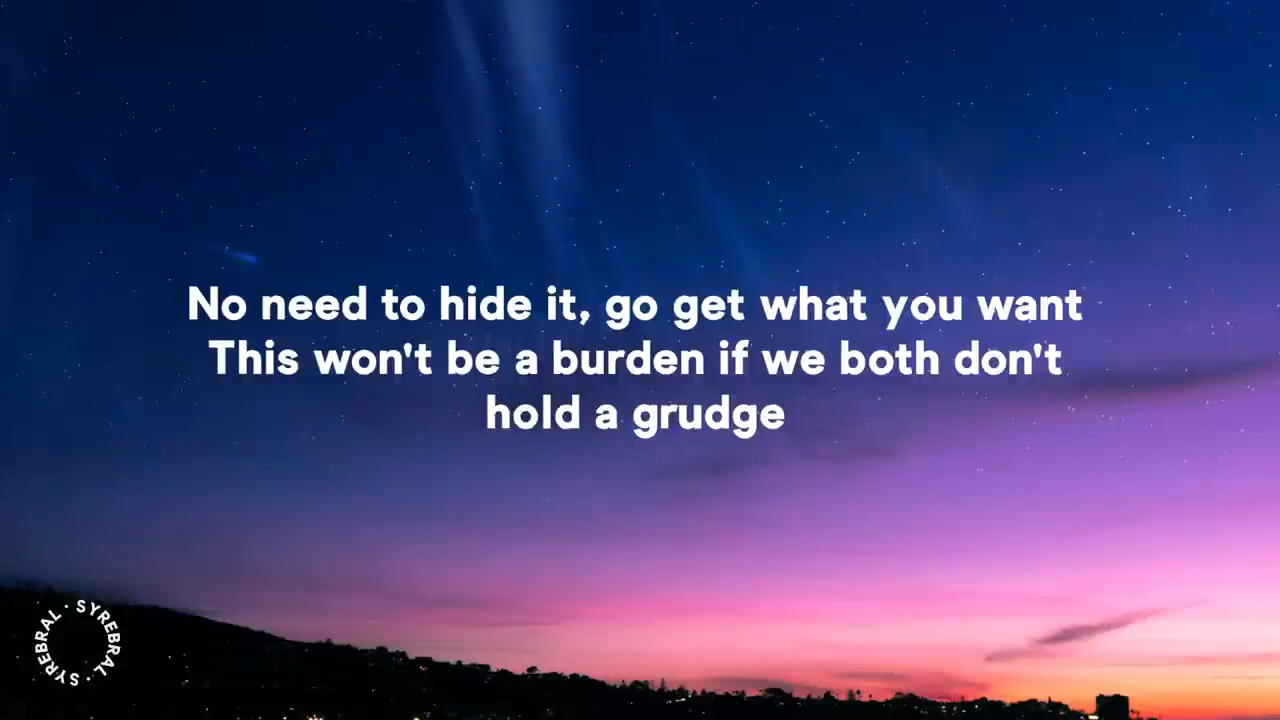 No need to hide it, go get what you want
This won't be a burden if we both don't
hold a grudge
SYREBRAL · SYREBRAL ·